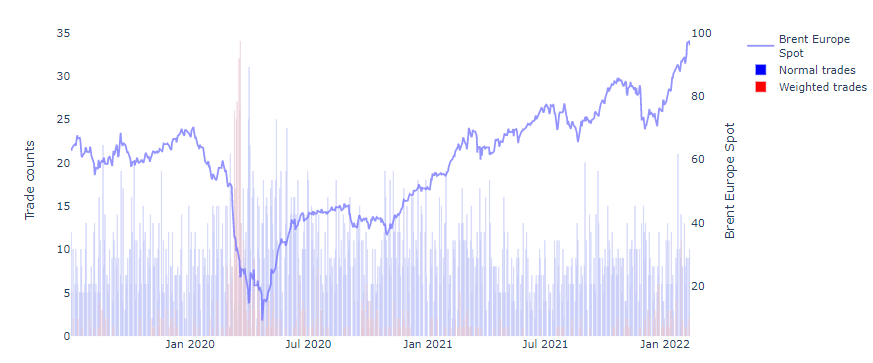 35
30
25
20
15
10
5
0
Trade counts
100
80
60
40
20
Brent Europe Spot
Jan 2020
Jul 2020
Jan 2021
Jul 2021
Jan 2022
Brent Europe
Spot
Normal trades
Weighted trades